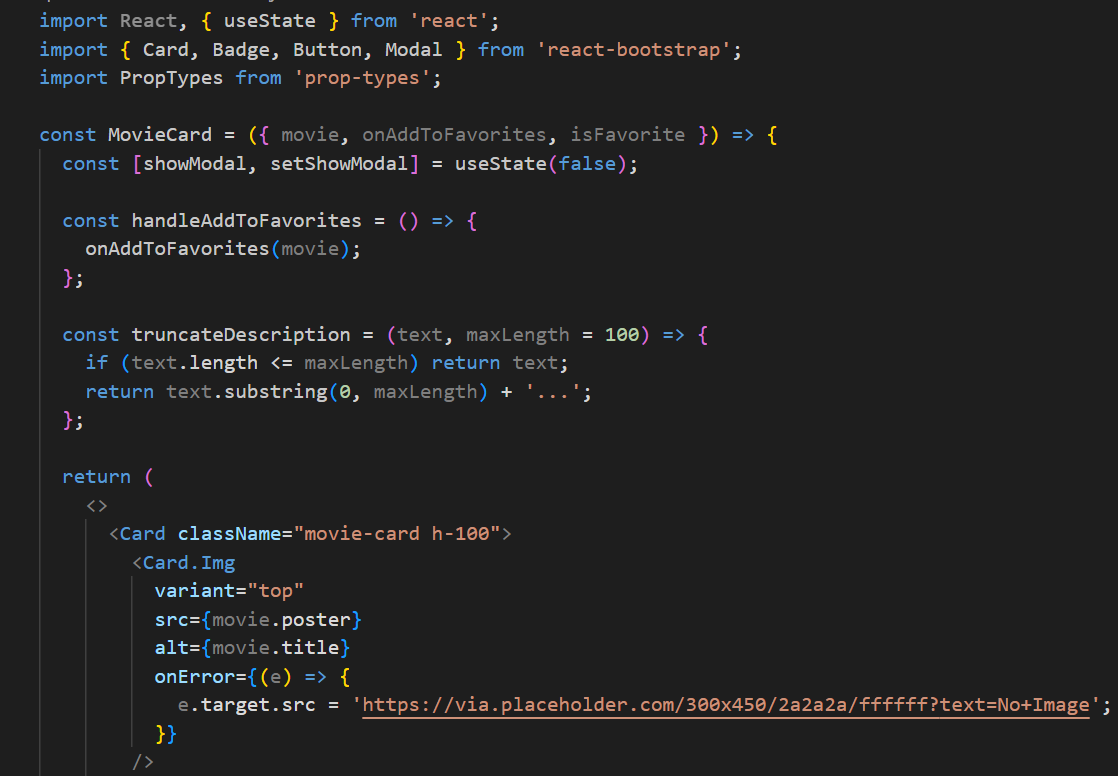 import React, { useState } from 'react';
import { Card, Badge, Button, Modal } from 'react-bootstrap';
import PropTypes from 'prop-types';

const MovieCard = ({ movie, onAddToFavorites, isFavorite }) => {
  const [showModal, setShowModal] = useState(false);

  const handleAddToFavorites = () => {
    onAddToFavorites(movie);
  };

  const truncateDescription = (text, maxLength = 100) => {
    if (text.length <= maxLength) return text;
    return text.substring(0, maxLength) + '...';
  };

  return (
    <>
      <Card className="movie-card h-100">
        <Card.Img
          variant="top"
          src={movie.poster}
          alt={movie.title}
          onError={(e) => {
            e.target.src = 'https://via.placeholder.com/300x450/2a2a2a/ffffff?text=No+Image';
          }}
        />